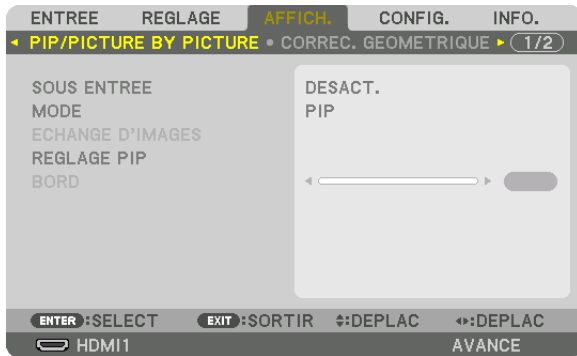 ENTREE REGLAGE AFFICH. CONFIG. INFO.
PIP/PICTURE BY PICTURE • CORREC. GEOMETRIQUE 1/2
SOUS ENTREE DESACT.
MODE PIP
ECHANGE D'IMAGES
REGLAGE PIP
BORD
ENTER :SELECT EXIT :SORTIR :DEPLAC :DEPLAC
HDMI1 AVANCE